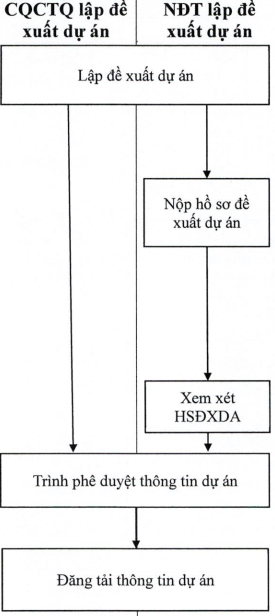 CQCTQ lập đề
xuất dự án
NĐT lập đề
xuất dự án
Lập đề xuất dự án
Nộp hồ sơ đề
xuất dự án
Xem xét
HSĐXDA
Trình phê duyệt thông tin dự án
Đăng tải thông tin dự án